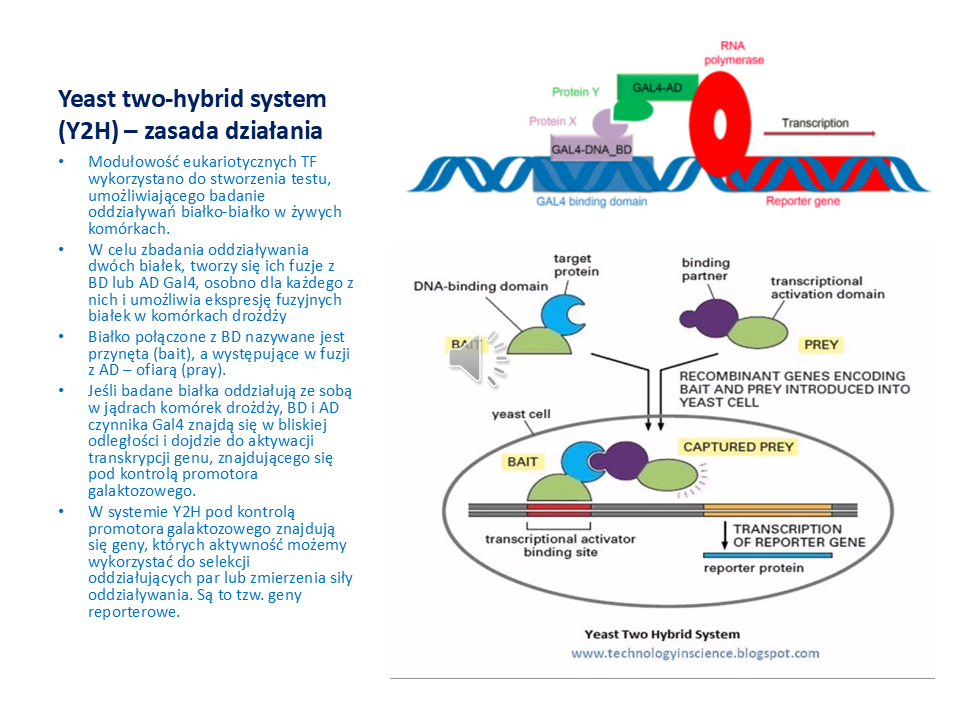 Yeast two-hybrid system
(Y2H) – zasada działania
• Modułowość eukariotycznych TF
wykorzystano do stworzenia testu,
umożliwiającego badanie
oddziaływań białko-białko w żywych
komórkach.
• W celu zbadania oddziaływania
dwóch białek, tworzy się ich fuzje z
BD lub AD Gal4, osobno dla każdego z
nich i umożliwia ekspresję fuzyjnych
białek w komórkach drożdży
• Białko połączone z BD nazywane jest
przynęta (bait), a występujące w fuzji
z AD – ofiarą (pray).
• Jeśli badane białka oddziałują ze sobą
w jądrach komórek drożdży, BD i AD
czynnika Gal4 znajdą się w bliskiej
odległości i dojdzie do aktywacji
transkrypcji genu, znajdującego się
pod kontrolą promotora
galaktozowego.
• W systemie Y2H pod kontrolą
promotora galaktozowego znajdują
się geny, których aktywność możemy
wykorzystać do selekcji
oddziałujących par lub zmierzenia siły
oddziaływania. Są to tzw. geny
reporterowe.
RNA
polymerase
GAL4-AD
Protein Y
Protein X
Transcription
GAL4-DNA_BD
GAL4 binding domain
Reporter gene
target
protein
DNA-binding domain
binding
partner
transcriptional
activation domain
BAIT
PREY
RECOMBINANT GENES ENCODING
BAIT AND PREY INTRODUCED INTO
YEAST CELL
yeast cell
BAIT
CAPTURED PREY
transcriptional activator
binding site
TRANSCRIPTION
OF REPORTER GENE
reporter protein
Yeast Two Hybrid System
www.technologyinscience.blogspot.com